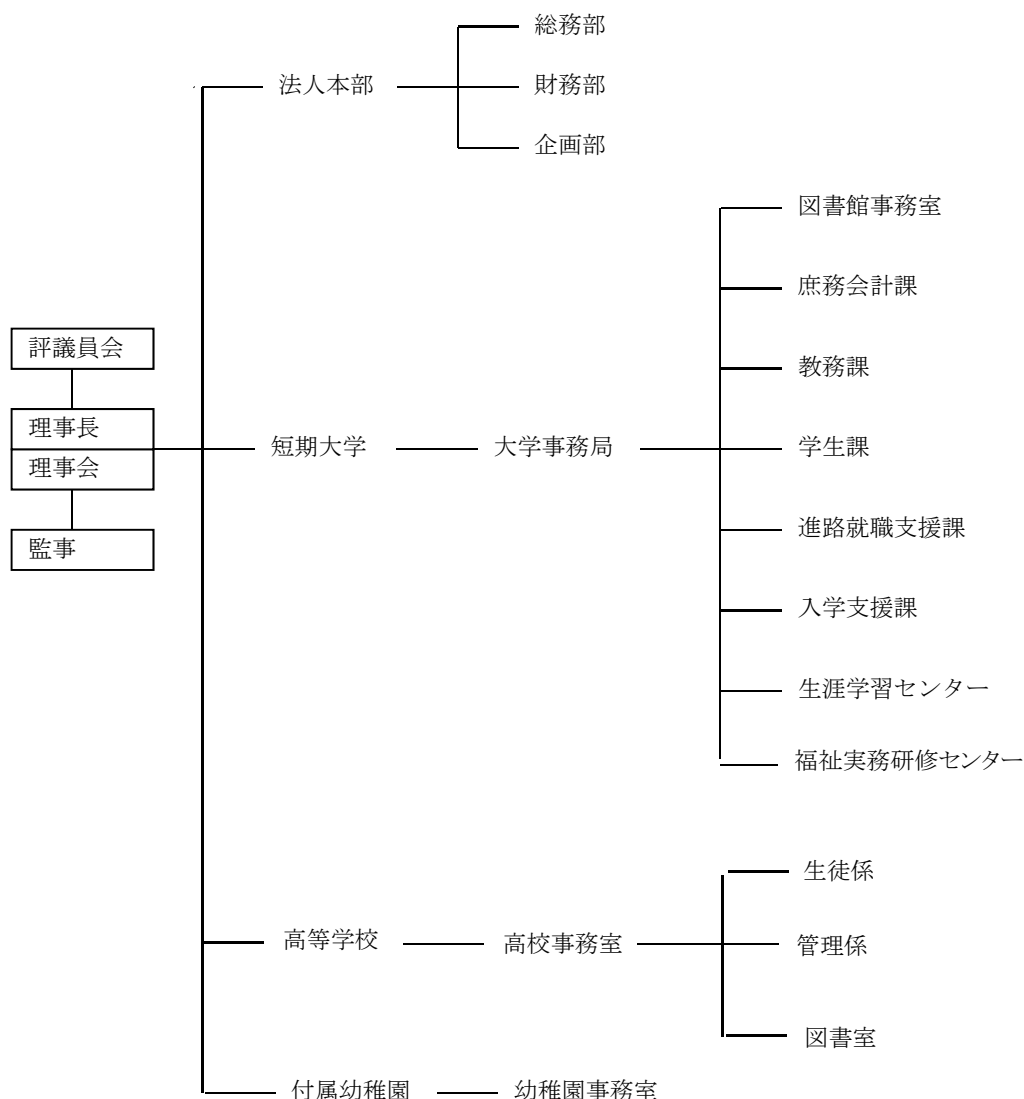 総務部
法人本部
財務部
企画部
図書館事務室
庶務会計課
評議員会
教務課
理事長
短期大学
大学事務局
学生課
理事会
進路就職支援課
監事
入学支援課
生涯学習センター
福祉実務研修センター
生徒係
高等学校
高校事務室
管理係
図書室
付属幼稚園
幼稚園事務室